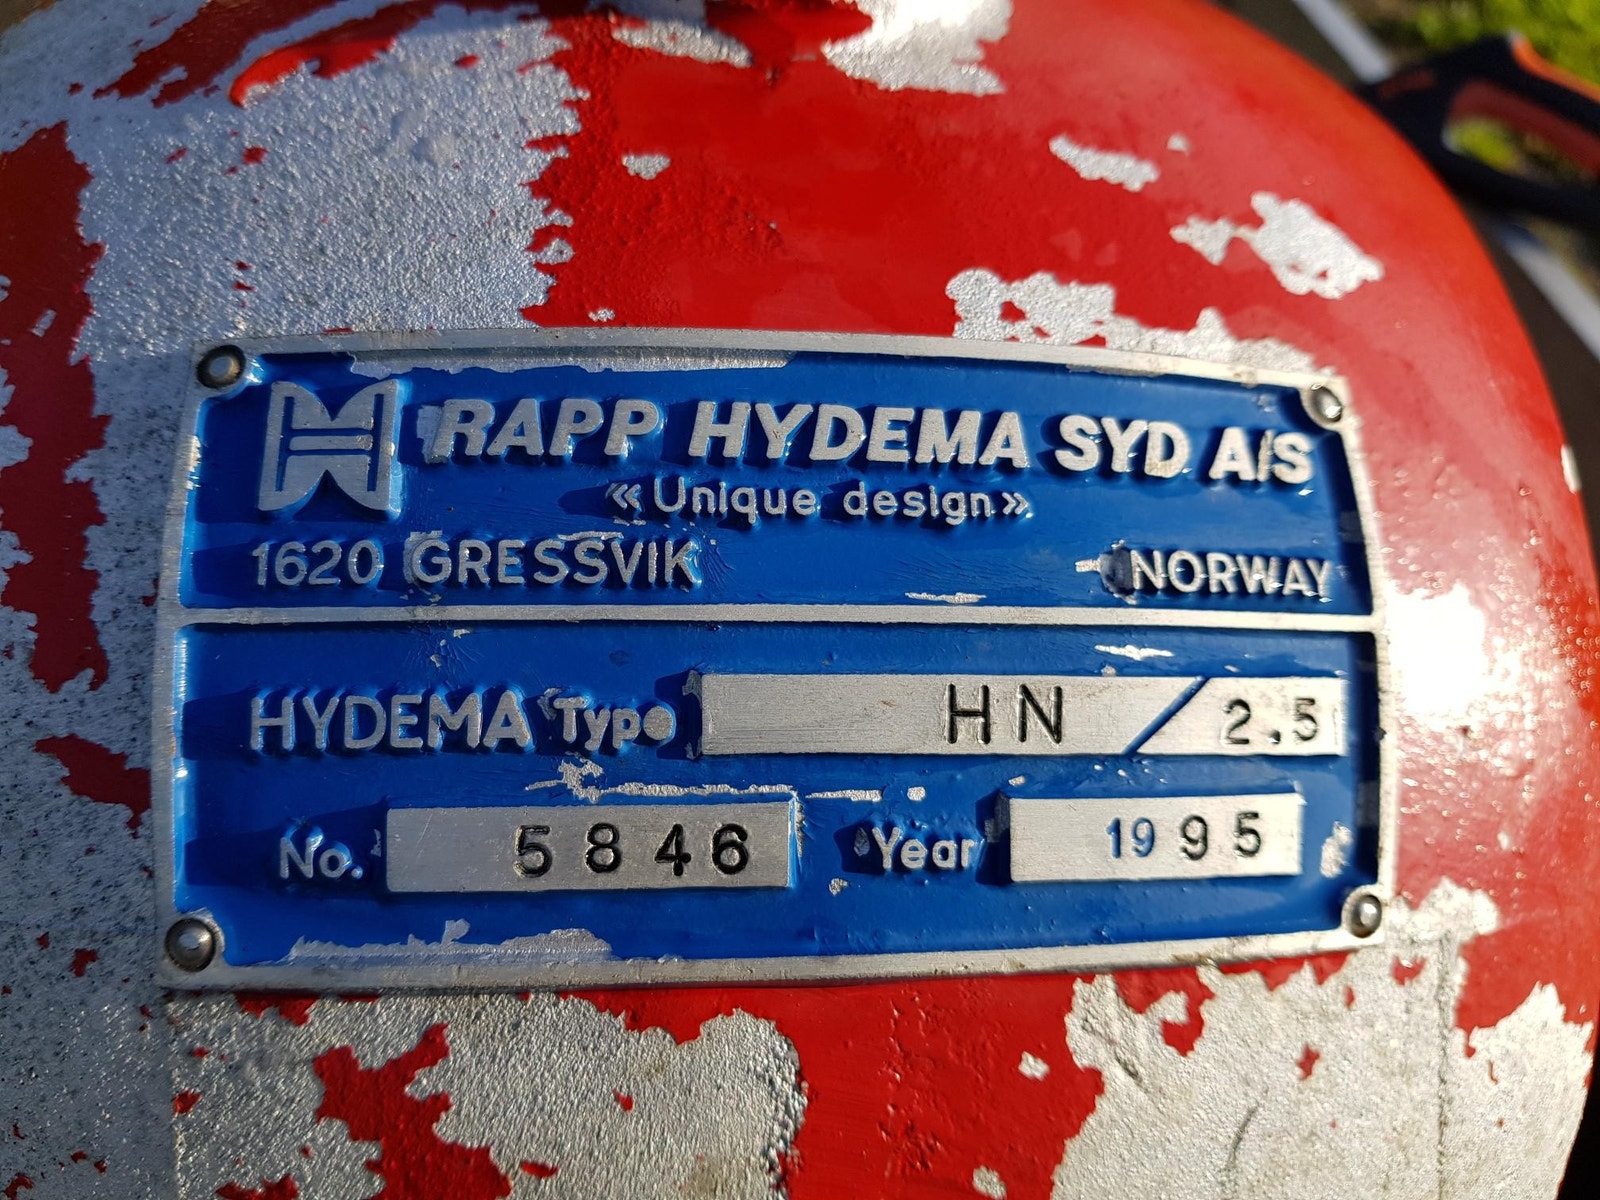 RAPP HYDEMA SYD A/S
«Unique design»
1620 GRESSVIK NORWAY
HYDEMA Type HN / 2.5
No. 5846 Year 1995